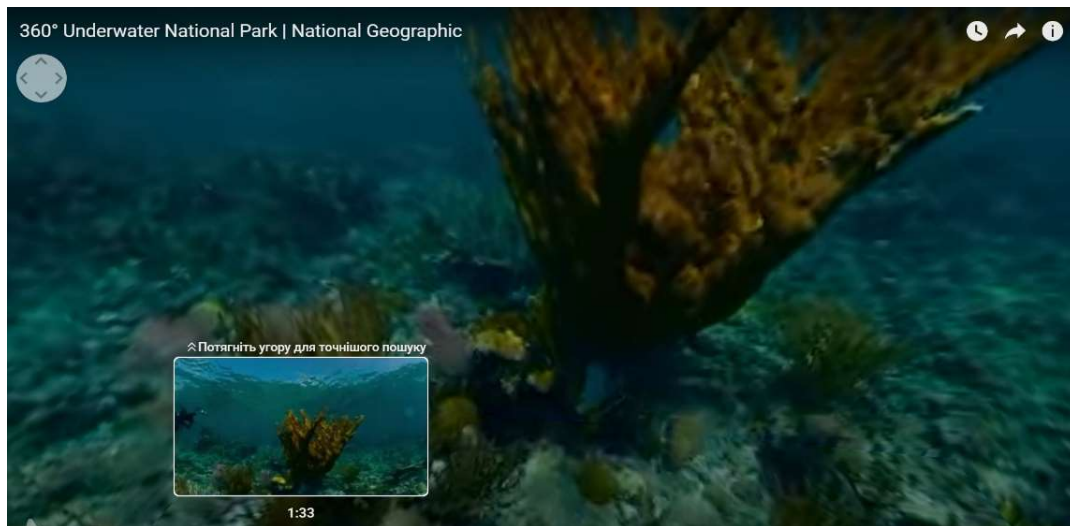 360° Underwater National Park | National Geographic
Потягніть угору для точнішого пошуку
1:33